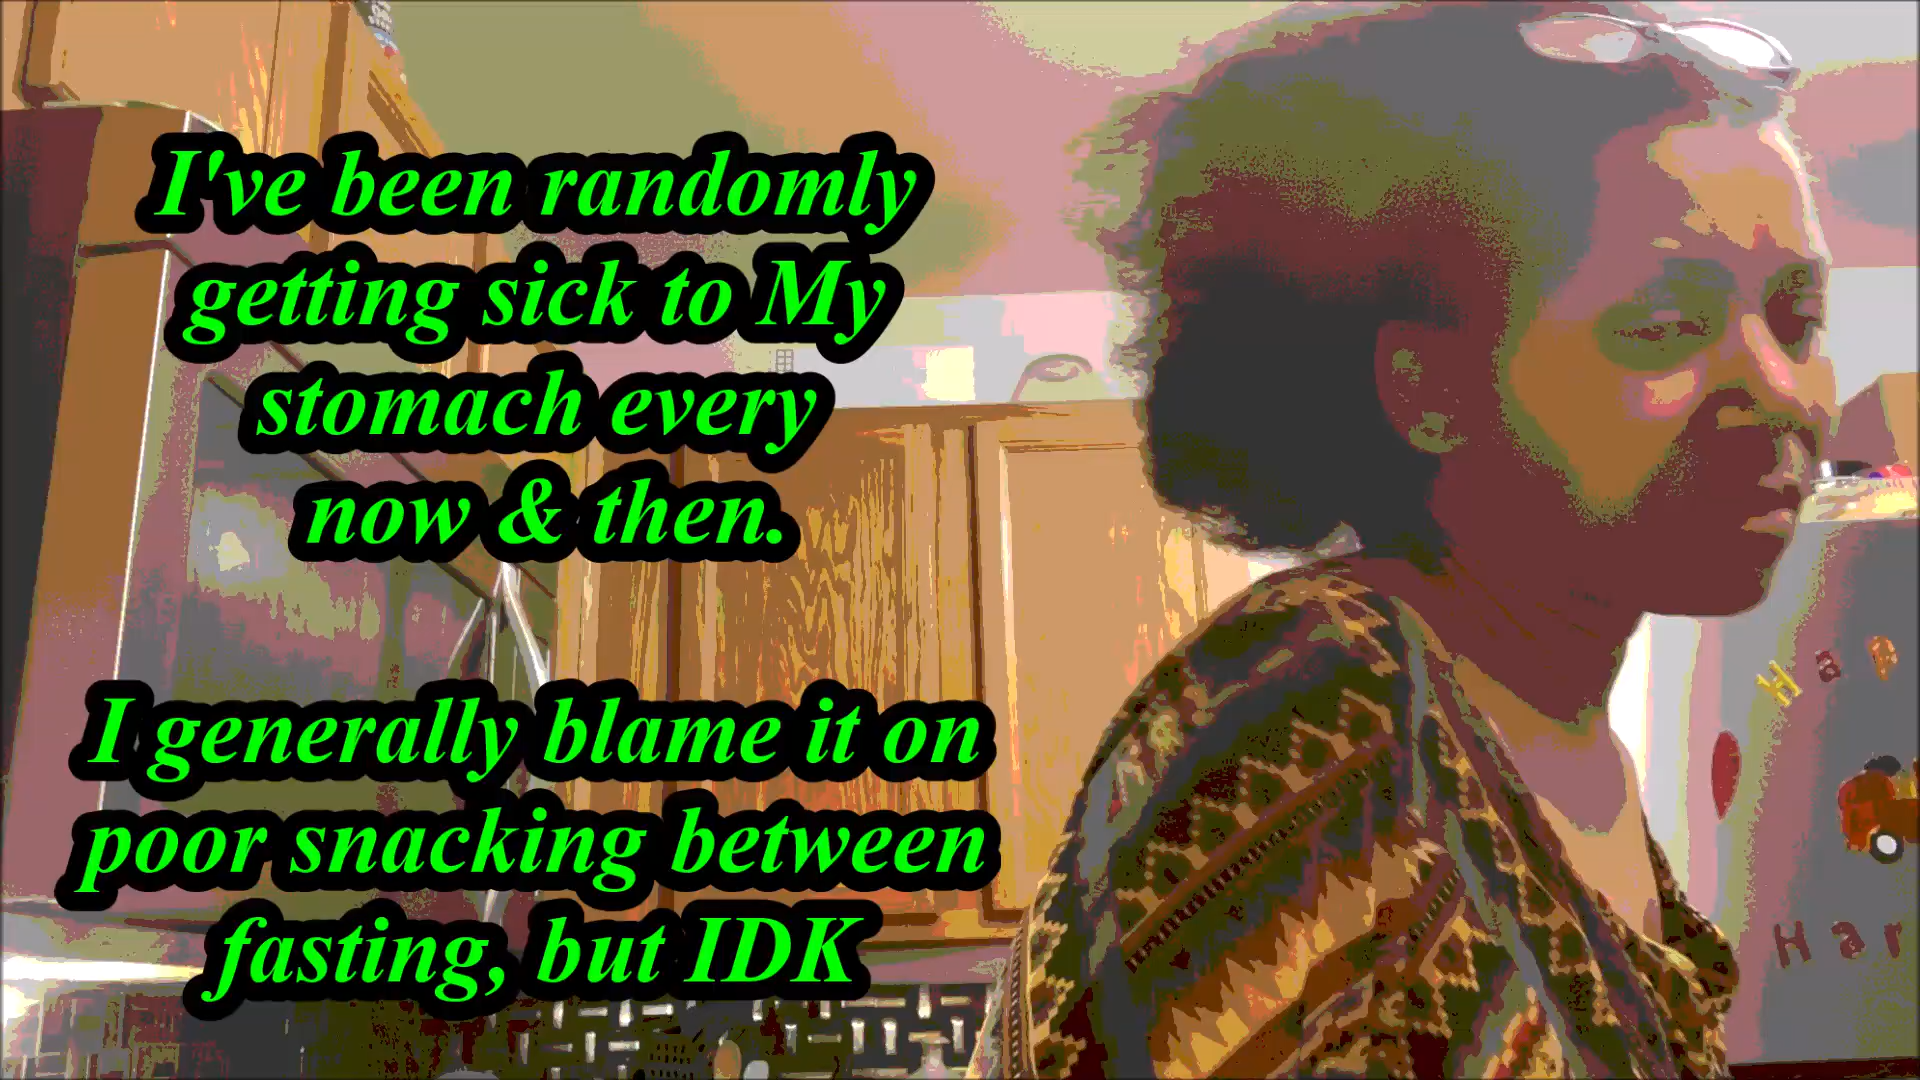 I've been randomly
getting sick to My
stomach every
now & then.
I generally blame it on
poor snacking between
fasting, but IDK
H a P
H a r